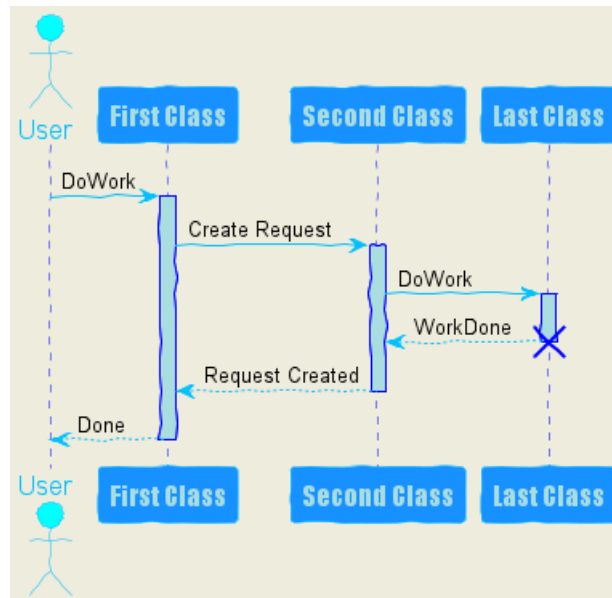 User
First Class
Second Class
Last Class
DoWork
Create Request
DoWork
WorkDone
Request Created
Done
User
First Class
Second Class
Last Class